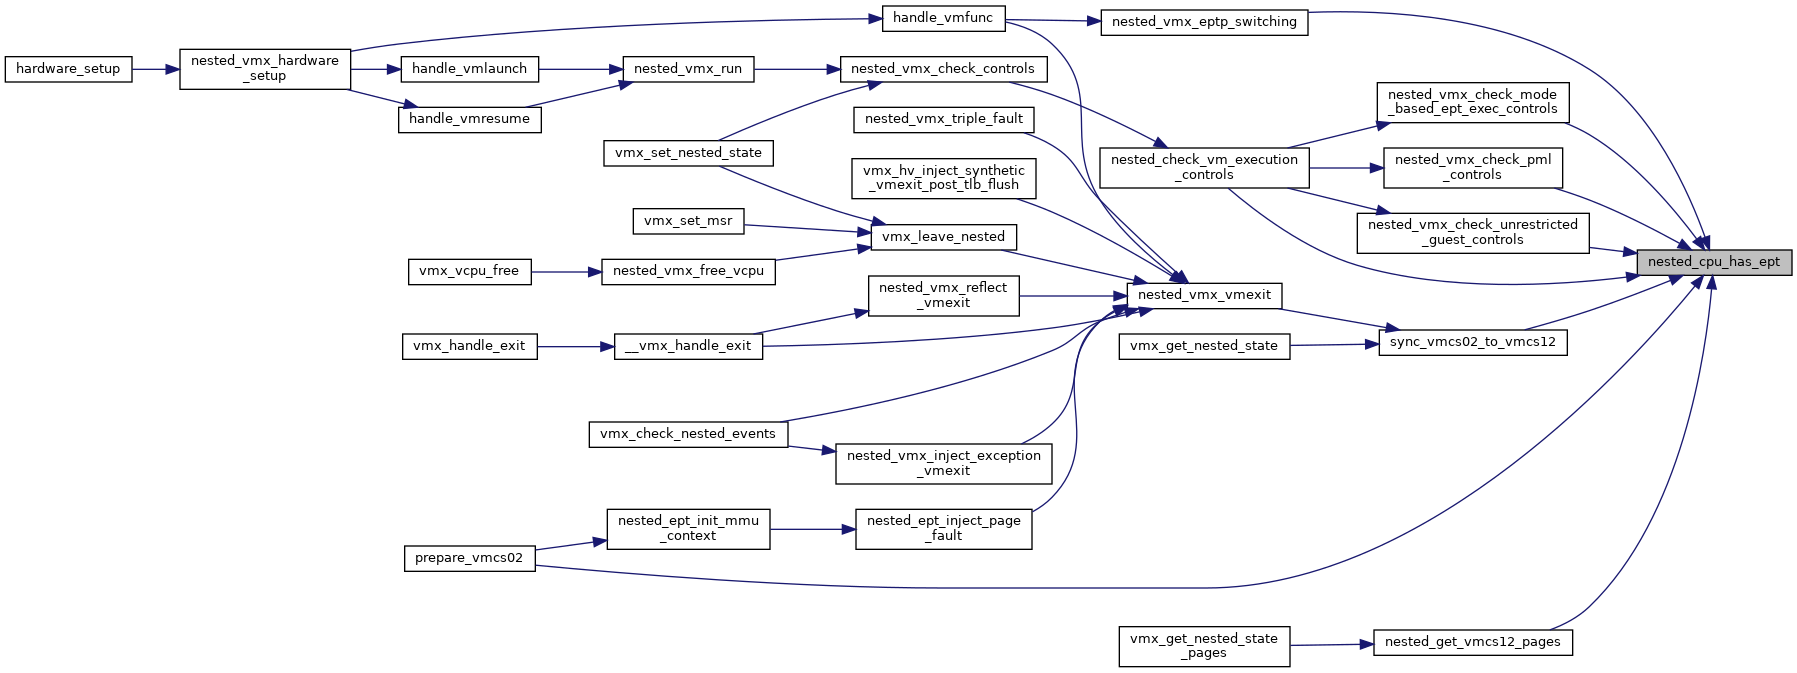 handle_vmfunc
nested_vmx_eptp_switching
hardware_setup
nested_vmx_hardware
_setup
handle_vmlaunch
nested_vmx_run
nested_vmx_check_controls
handle_vmresume
nested_vmx_triple_fault
nested_vmx_check_mode
_based_ept_exec_controls
vmx_set_nested_state
vmx_hv_inject_synthetic
_vmexit_post_tlb_flush
nested_check_vm_execution
_controls
nested_vmx_check_pml
_controls
vmx_set_msr
vmx_leave_nested
nested_vmx_check_unrestricted
_guest_controls
vmx_vcpu_free
nested_vmx_free_vcpu
nested_cpu_has_ept
nested_vmx_reflect
_vmexit
nested_vmx_vmexit
vmx_handle_exit
__vmx_handle_exit
vmx_get_nested_state
sync_vmcs02_to_vmcs12
vmx_check_nested_events
nested_vmx_inject_exception
_vmexit
nested_ept_init_mmu
_context
nested_ept_inject_page
_fault
prepare_vmcs02
vmx_get_nested_state
_pages
nested_get_vmcs12_pages